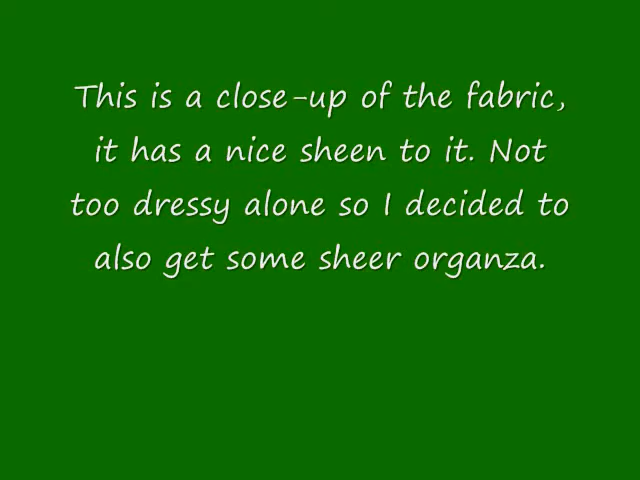 This is a close-up of the fabric,
it has a nice sheen to it. Not
too dressy alone so I decided to
also get some sheer organza.